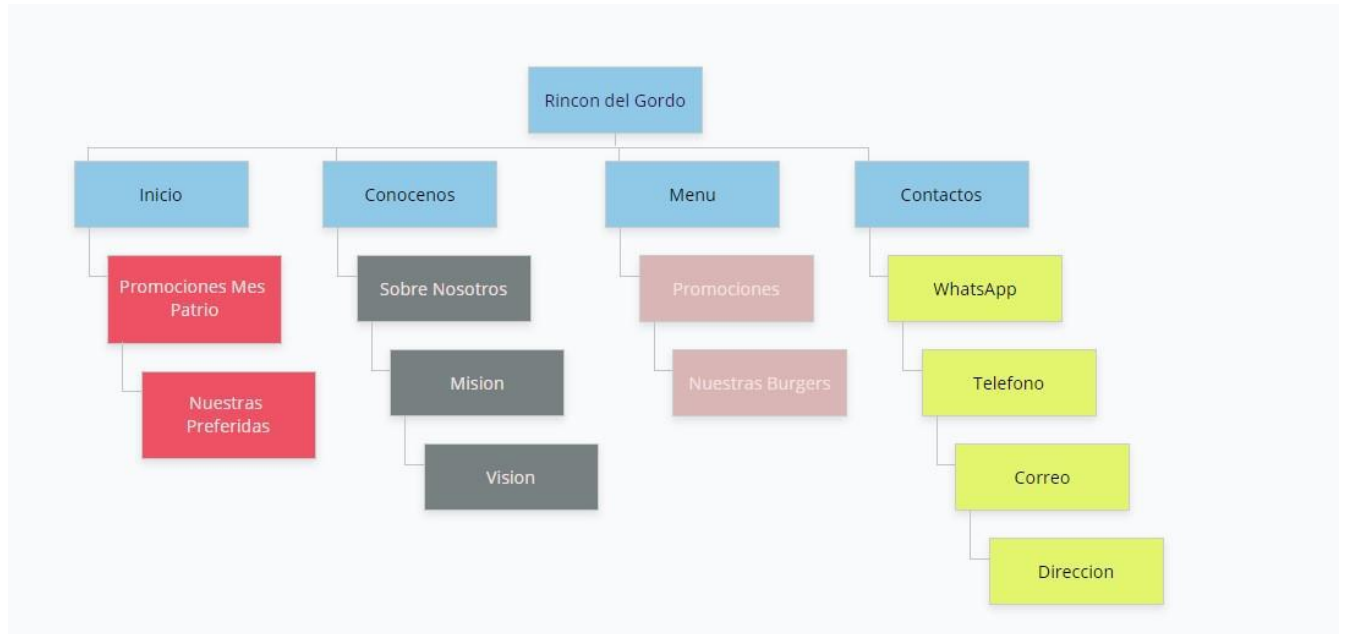 Rincon del Gordo
Inicio
Conocenos
Menu
Contactos
Promociones Mes
Patrio
Sobre Nosotros
Promociones
WhatsApp
Nuestras
Preferidas
Mision
Nuestras Burgers
Telefono
Vision
Correo
Direccion